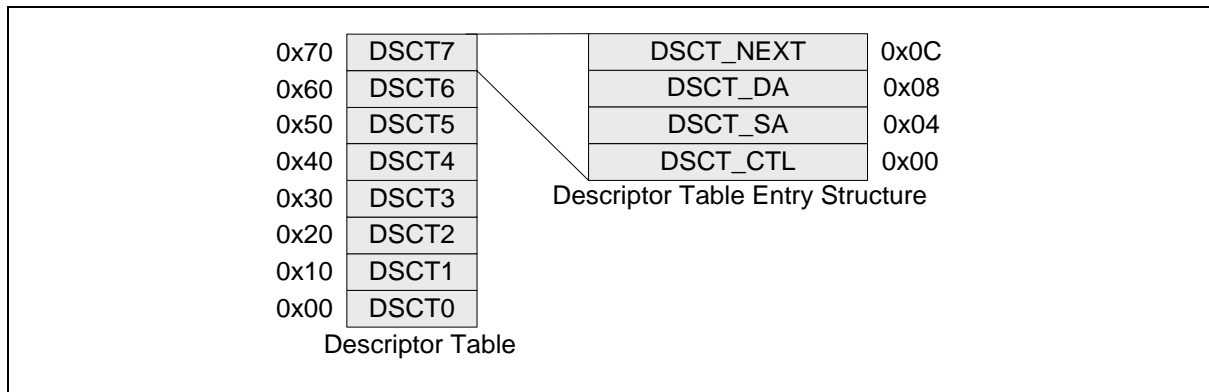 0x70 DSCT7 DSCT_NEXT 0x0C
0x60 DSCT6 DSCT_DA 0x08
0x50 DSCT5 DSCT_SA 0x04
0x40 DSCT4 DSCT_CTL 0x00
0x30 DSCT3 Descriptor Table Entry Structure
0x20 DSCT2
0x10 DSCT1
0x00 DSCT0
Descriptor Table